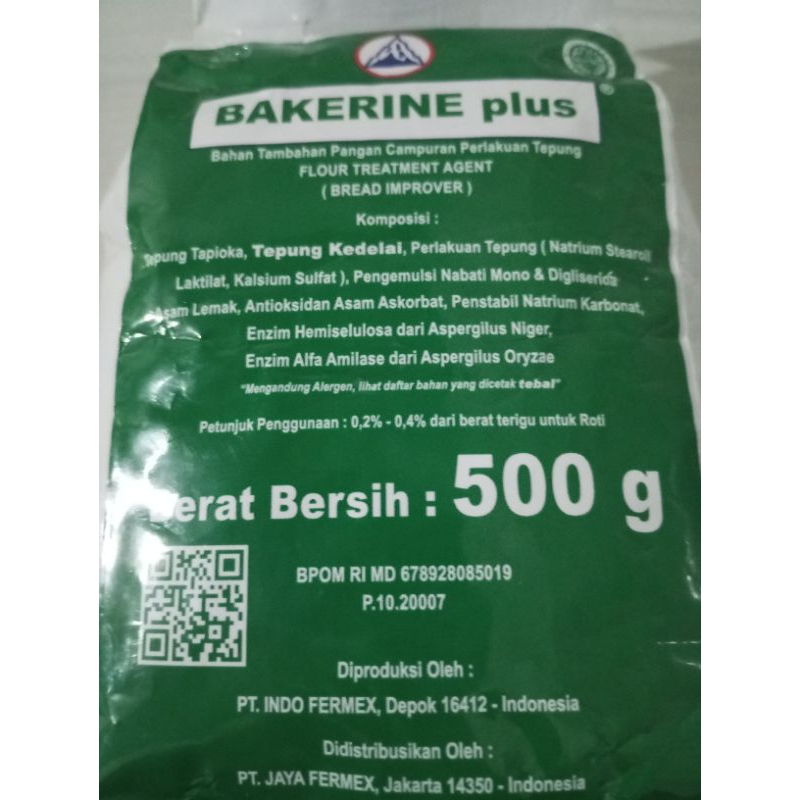 BAKERINE plus ®
Bahan Tambahan Pangan Campuran Perlakuan Tepung
FLOUR TREATMENT AGENT
( BREAD IMPROVER )
Komposisi :
Tepung Tapioka, Tepung Kedelai, Perlakuan Tepung ( Natrium Stearoil
Laktilat, Kalsium Sulfat ), Pengemulsi Nabati Mono & Digliserida
Asam Lemak, Antioksidan Asam Askorbat, Penstabil Natrium Karbonat,
Enzim Hemiselulosa dari Aspergilus Niger,
Enzim Alfa Amilase dari Aspergilus Oryzae
"Mengandung Alergen, lihat daftar bahan yang dicetak tebal"
Petunjuk Penggunaan : 0,2% - 0,4% dari berat terigu untuk Roti
Berat Bersih : 500 g
BPOM RI MD 678928085019
P.10.20007
Diproduksi Oleh :
PT. INDO FERMEX, Depok 16412 - Indonesia
Didistribusikan Oleh :
PT. JAYA FERMEX, Jakarta 14350 - Indonesia